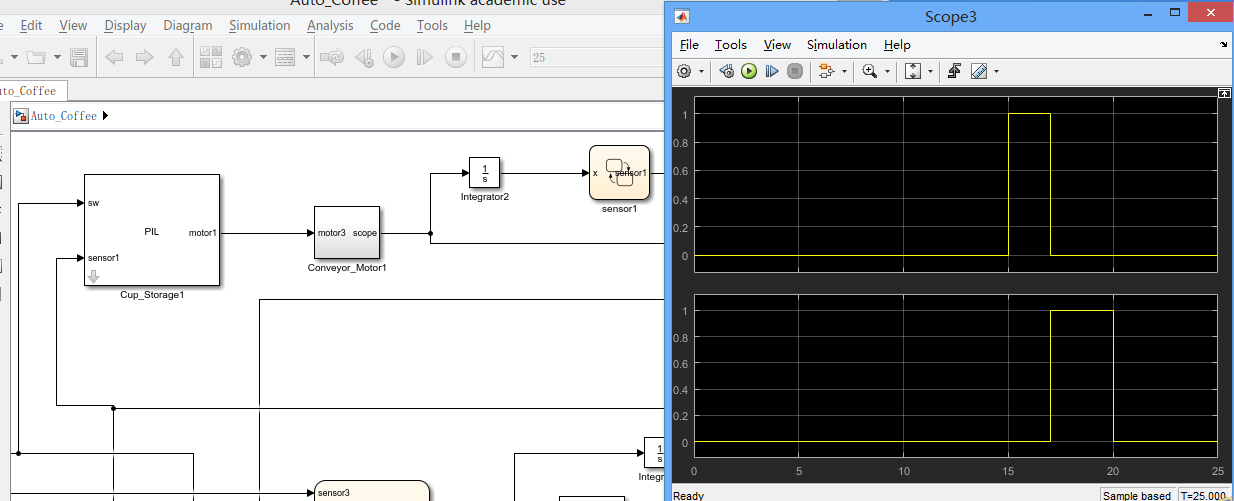 Auto_Coffee - Simulink academic use
Edit View Display Diagram Simulation Analysis Code Tools Help
25
uto_Coffee
Auto_Coffee
sw
PIL
motor1
sensor1
Cup_Storage1
motor3 scope
Conveyor_Motor1
1
s
Integrator2
x sensor1
sensor1
sensor3
1
s
Integr
Scope3
File Tools View Simulation Help
1
0.8
0.6
0.4
0.2
0
1
0.8
0.6
0.4
0.2
0
0 5 10 15 20 25
Ready
Sample based T=25.000